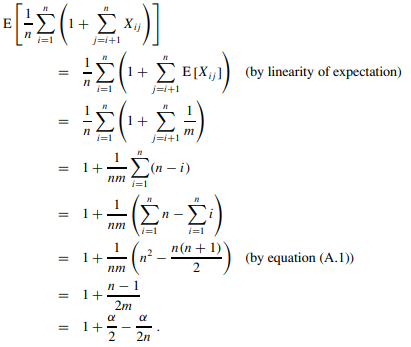 E[1/n ∑_{i=1}^{n} (1 + ∑_{j=i+1}^{n} X_{ij})]
= 1/n ∑_{i=1}^{n} (1 + ∑_{j=i+1}^{n} E[X_{ij}]) (by linearity of expectation)
= 1/n ∑_{i=1}^{n} (1 + ∑_{j=i+1}^{n} 1/m)
= 1 + 1/nm ∑_{i=1}^{n} (n − i)
= 1 + 1/nm (∑_{i=1}^{n} n − ∑_{i=1}^{n} i)
= 1 + 1/nm (n² − n(n + 1)/2) (by equation (A.1))
= 1 + n − 1/2m
= 1 + α/2 − α/2n .